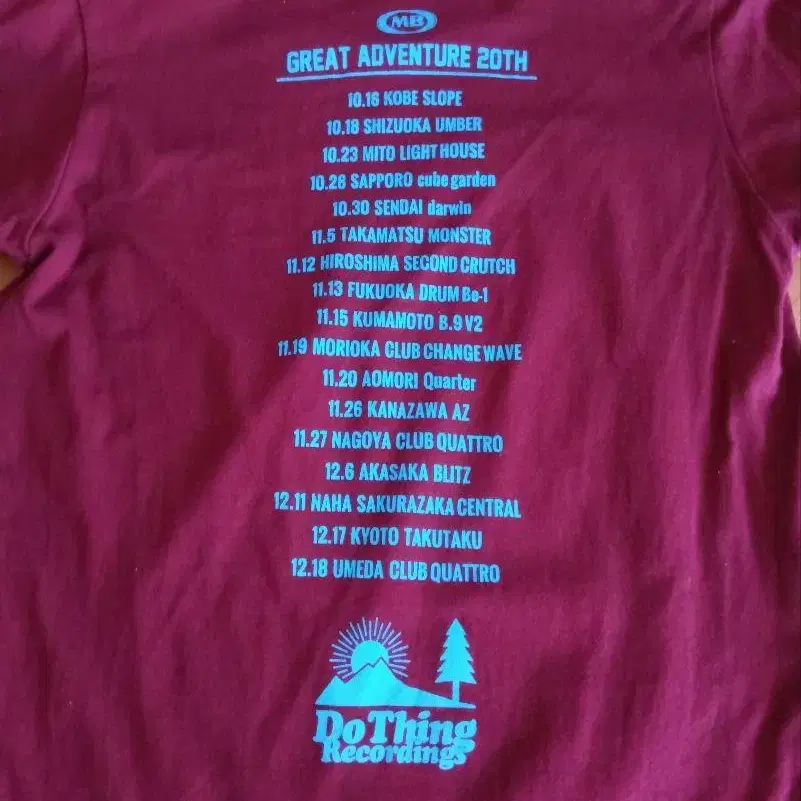 MB
GREAT ADVENTURE 20TH
10.16 KOBE SLOPE
10.18 SHIZUOKA UMBER
10.23 MITO LIGHT HOUSE
10.28 SAPPORO cube garden
10.30 SENDAI darwin
11.5 TAKAMATSU MONSTER
11.12 HIROSHIMA SECOND CRUTCH
11.13 FUKUOKA DRUM Be-1
11.15 KUMAMOTO B.9 V2
11.19 MORIOKA CLUB CHANGE WAVE
11.20 AOMORI Quarter
11.26 KANAZAWA AZ
11.27 NAGOYA CLUB QUATTRO
12.6 AKASAKA BLITZ
12.11 NAHA SAKURAZAKA CENTRAL
12.17 KYOTO TAKUTAKU
12.18 UMEDA CLUB QUATTRO
Do Thing
Recordings